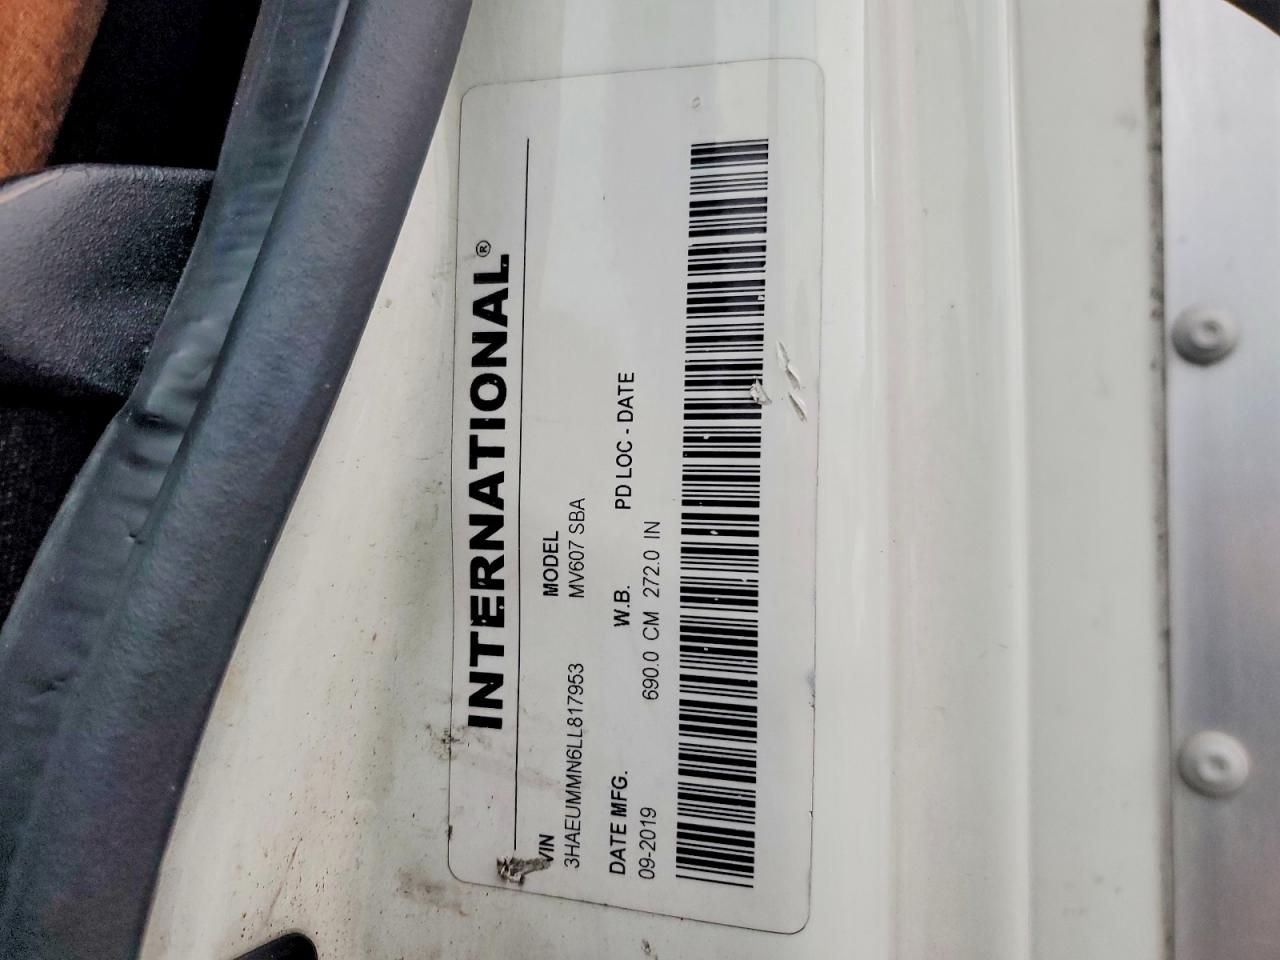 INTERNATIONAL®
VIN MODEL
3HAEUMMN6LL817953 MV607 SBA
DATE MFG. W.B. PD LOC - DATE
09-2019 690.0 CM 272.0 IN